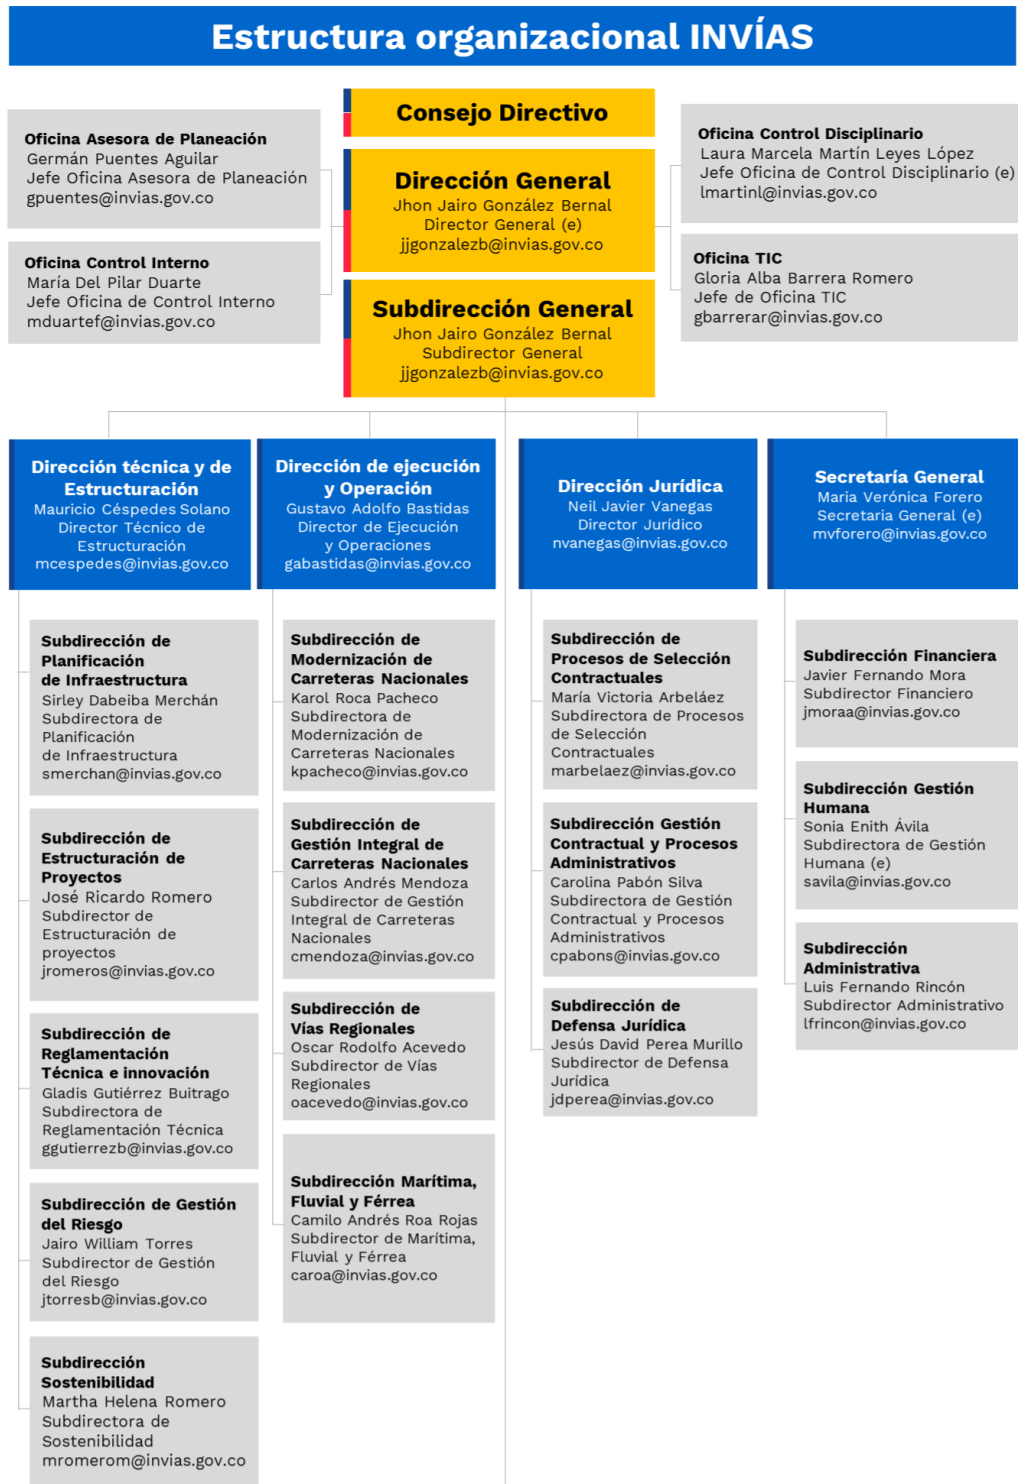 Estructura organizacional INVÍAS
Consejo Directivo
Oficina Asesora de Planeación
Germán Puentes Aguilar
Jefe Oficina Asesora de Planeación
gpuentes@invias.gov.co
Oficina Control Interno
María Del Pilar Duarte
Jefe Oficina de Control Interno
mduartef@invias.gov.co
Dirección General
Jhon Jairo González Bernal
Director General (e)
jjgonzalezb@invias.gov.co
Subdirección General
Jhon Jairo González Bernal
Subdirector General
jjgonzalezb@invias.gov.co
Oficina Control Disciplinario
Laura Marcela Martín Leyes López
Jefe Oficina de Control Disciplinario (e)
lmartinl@invias.gov.co
Oficina TIC
Gloria Alba Barrera Romero
Jefe de Oficina TIC
gbarrerar@invias.gov.co
Dirección técnica y de
Estructuración
Mauricio Céspedes Solano
Director Técnico de
Estructuración
mcespedes@invias.gov.co
Subdirección de
Planificación
de Infraestructura
Sirley Dabeiba Merchán
Subdirectora de
Planificación
de Infraestructura
smerchan@invias.gov.co
Subdirección de
Estructuración de
Proyectos
José Ricardo Romero
Subdirector de
Estructuración de
proyectos
jromeros@invias.gov.co
Subdirección de
Reglamentación
Técnica e innovación
Gladis Gutiérrez Buitrago
Subdirectora de
Reglamentación Técnica
ggutierrezb@invias.gov.co
Subdirección de Gestión
del Riesgo
Jairo William Torres
Subdirector de Gestión
del Riesgo
jtorresb@invias.gov.co
Subdirección
Sostenibilidad
Martha Helena Romero
Subdirectora de
Sostenibilidad
mromerom@invias.gov.co
Dirección de ejecución
y Operación
Gustavo Adolfo Bastidas
Director de Ejecución
y Operaciones
gabastidas@invias.gov.co
Subdirección de
Modernización de
Carreteras Nacionales
Karol Roca Pacheco
Subdirectora de
Modernización de
Carreteras Nacionales
kpacheco@invias.gov.co
Subdirección de
Gestión Integral de
Carreteras Nacionales
Carlos Andrés Mendoza
Subdirector de Gestión
Integral de Carreteras
Nacionales
cmendoza@invias.gov.co
Subdirección de
Vías Regionales
Oscar Rodolfo Acevedo
Subdirector de Vías
Regionales
oacevedo@invias.gov.co
Subdirección Marítima,
Fluvial y Férrea
Camilo Andrés Roa Rojas
Subdirector de Marítima,
Fluvial y Férrea
caroa@invias.gov.co
Dirección Jurídica
Neil Javier Vanegas
Director Jurídico
nvanegas@invias.gov.co
Subdirección de
Procesos de Selección
Contractuales
María Victoria Arbeláez
Subdirectora de Procesos
de Selección
Contractuales
marbelaez@invias.gov.co
Subdirección Gestión
Contractual y Procesos
Administrativos
Carolina Pabón Silva
Subdirectora de Gestión
Contractual y Procesos
Administrativos
cpabons@invias.gov.co
Subdirección de
Defensa Jurídica
Jesús David Perea Murillo
Subdirector de Defensa
Jurídica
jdperea@invias.gov.co
Secretaría General
Maria Verónica Forero
Secretaria General (e)
mvforero@invias.gov.co
Subdirección Financiera
Javier Fernando Mora
Subdirector Financiero
jmoraa@invias.gov.co
Subdirección Gestión
Humana
Sonia Enith Ávila
Subdirectora de Gestión
Humana (e)
savila@invias.gov.co
Subdirección
Administrativa
Luis Fernando Rincón
Subdirector Administrativo
lfrincon@invias.gov.co